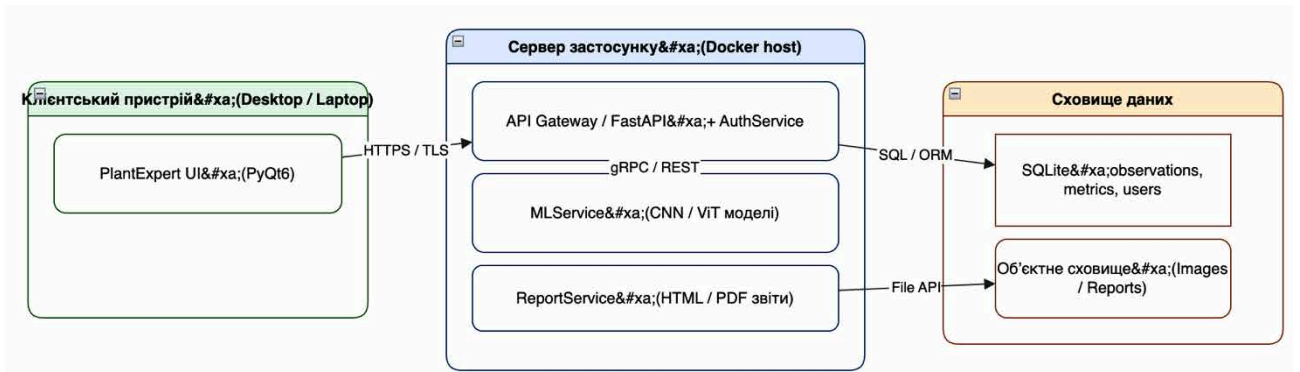 Клієнтський пристрій&#xa;(Desktop / Laptop)
PlantExpert UI&#xa;(PyQt6)
HTTPS / TLS
Сервер застосунку&#xa;(Docker host)
API Gateway / FastAPI&#xa;+ AuthService
gRPC / REST
MLService&#xa;(CNN / ViT моделі)
ReportService&#xa;(HTML / PDF звіти)
SQL / ORM
File API
Сховище даних
SQLite&#xa;observations,
metrics, users
Об'єктне сховище&#xa;(Images
/ Reports)